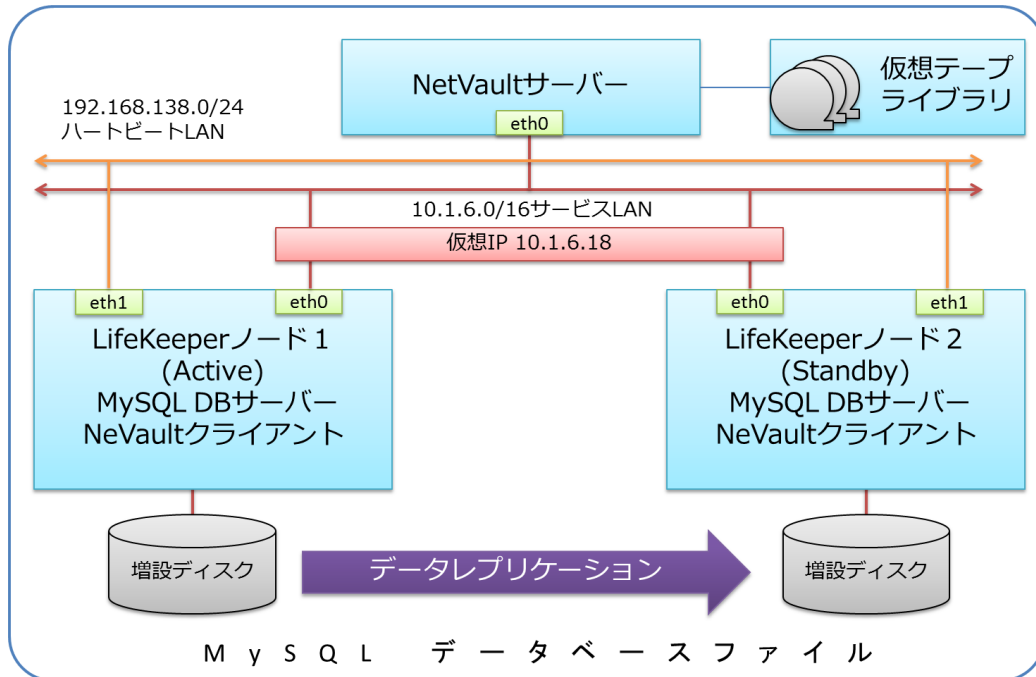 NetVaultサーバー
eth0
仮想テープ
ライブラリ
192.168.138.0/24
ハートビートLAN
10.1.6.0/16サービスLAN
仮想IP 10.1.6.18
eth1
eth0
LifeKeeperノード１
(Active)
MySQL DBサーバー
NeVaultクライアント
eth0
eth1
LifeKeeperノード２
(Standby)
MySQL DBサーバー
NeVaultクライアント
増設ディスク
データレプリケーション
増設ディスク
MySQL データベースファイル